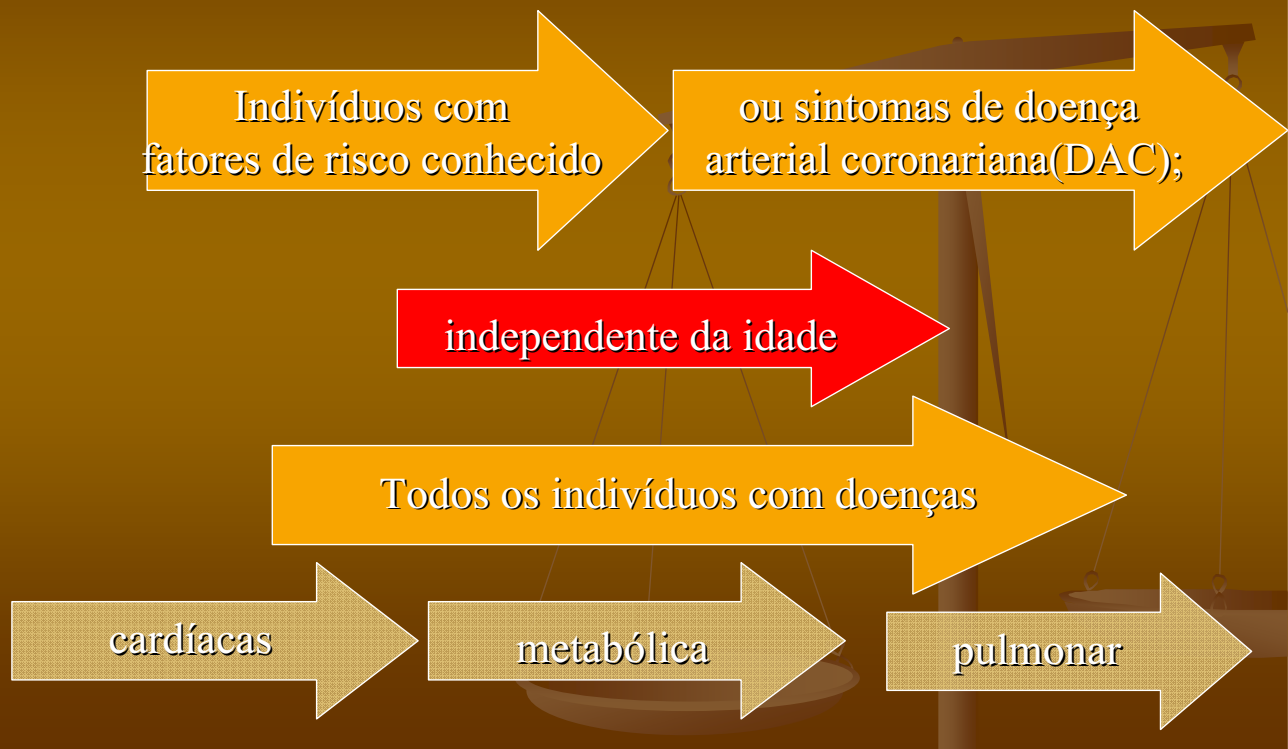 Indivíduos com
fatores de risco conhecido
ou sintomas de doença
arterial coronariana(DAC);
independente da idade
Todos os indivíduos com doenças
cardíacas
metabólica
pulmonar